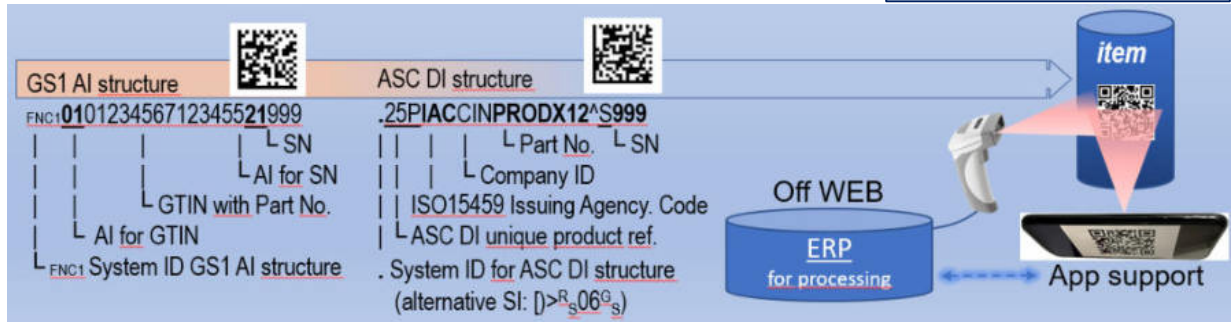 GS1 AI structure
FNC1010123456712345521999
SN
AI for SN
GTIN with Part No.
AI for GTIN
FNC1 System ID GS1 AI structure
ASC DI structure
.25PIACCINPRODX12^S999
Part No. SN
Company ID
ISO15459 Issuing Agency. Code
ASC DI unique product ref.
. System ID for ASC DI structure
(alternative SI: [)>RS06GS)
item
Off WEB
ERP
for processing
App support